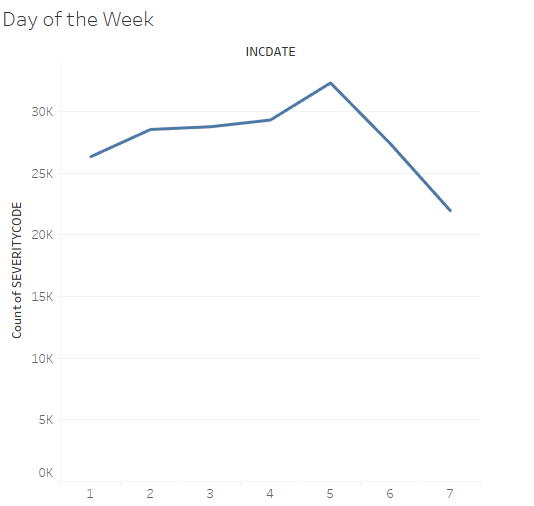 Day of the Week
INCDATE
Count of SEVERITYCODE
30K
25K
20K
15K
10K
5K
0K
1 2 3 4 5 6 7